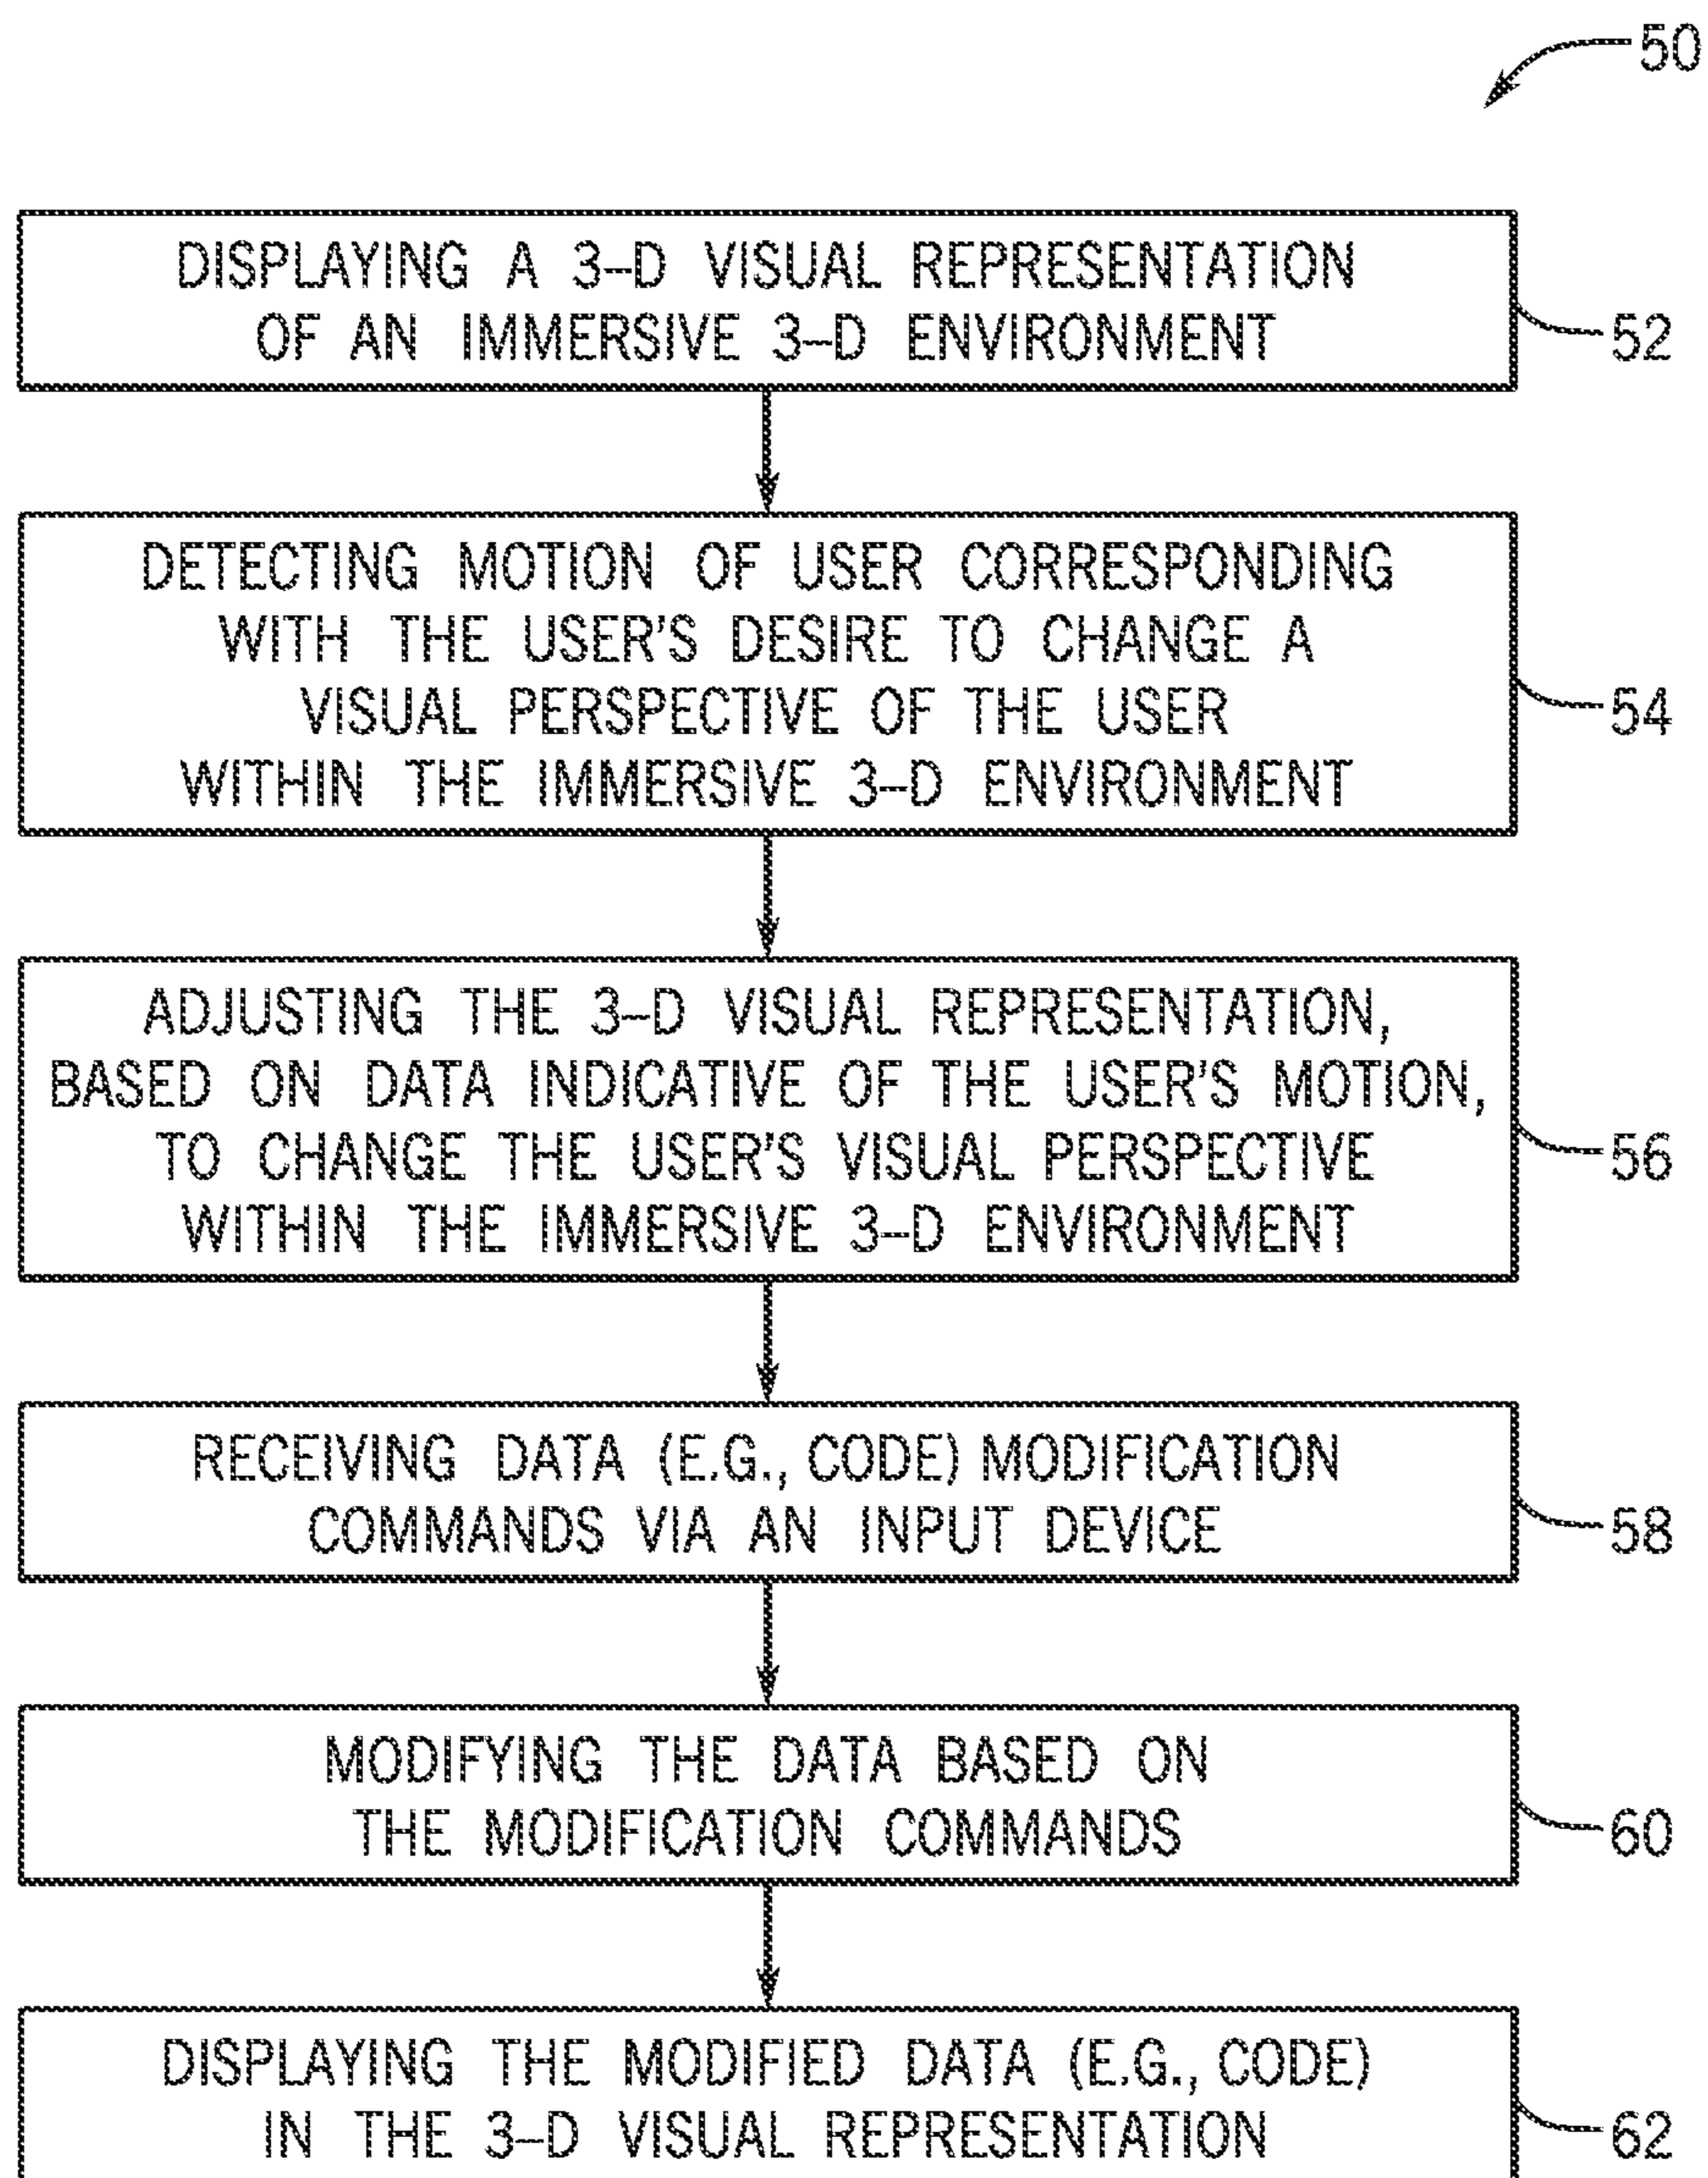 50
DISPLAYING A 3-D VISUAL REPRESENTATION
OF AN IMMERSIVE 3-D ENVIRONMENT
52
DETECTING MOTION OF USER CORRESPONDING
WITH THE USER'S DESIRE TO CHANGE A
VISUAL PERSPECTIVE OF THE USER
WITHIN THE IMMERSIVE 3-D ENVIRONMENT
54
ADJUSTING THE 3-D VISUAL REPRESENTATION,
BASED ON DATA INDICATIVE OF THE USER'S MOTION,
TO CHANGE THE USER'S VISUAL PERSPECTIVE
WITHIN THE IMMERSIVE 3-D ENVIRONMENT
56
RECEIVING DATA (E.G., CODE) MODIFICATION
COMMANDS VIA AN INPUT DEVICE
58
MODIFYING THE DATA BASED ON
THE MODIFICATION COMMANDS
60
DISPLAYING THE MODIFIED DATA (E.G., CODE)
IN THE 3-D VISUAL REPRESENTATION
62